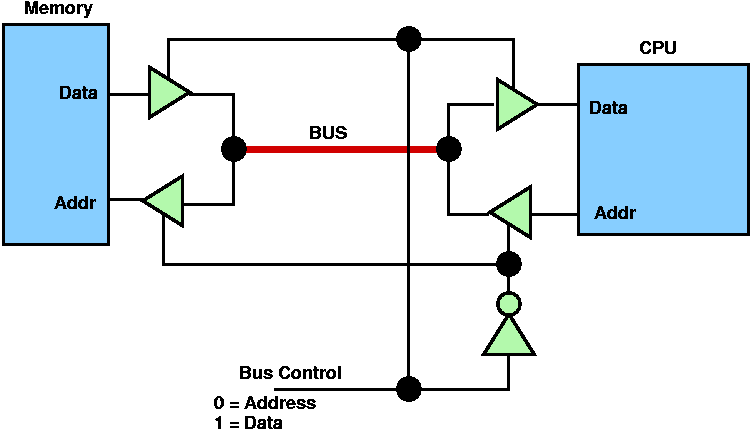 Memory
CPU
Data
Data
BUS
Addr
Addr
Bus Control
0 = Address
1 = Data